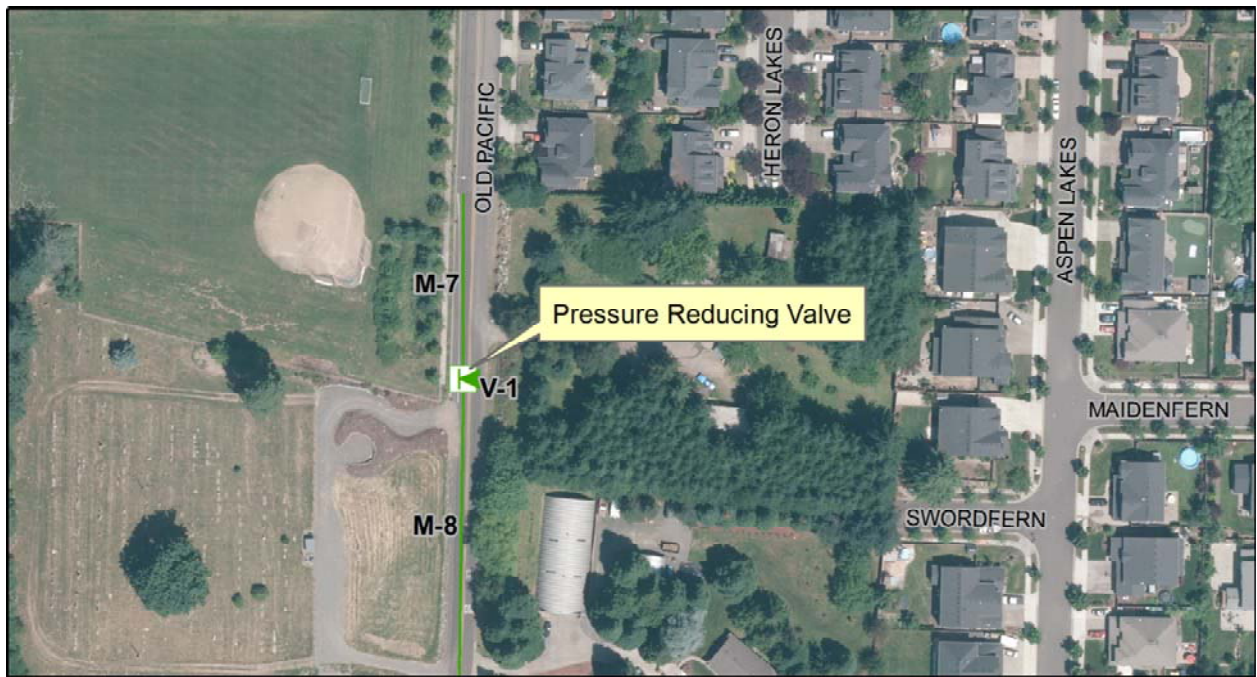 OLD PACIFIC
HERON LAKES
ASPEN LAKES
M-7
Pressure Reducing Valve
V-1
MAIDENFERN
M-8
SWORDFERN